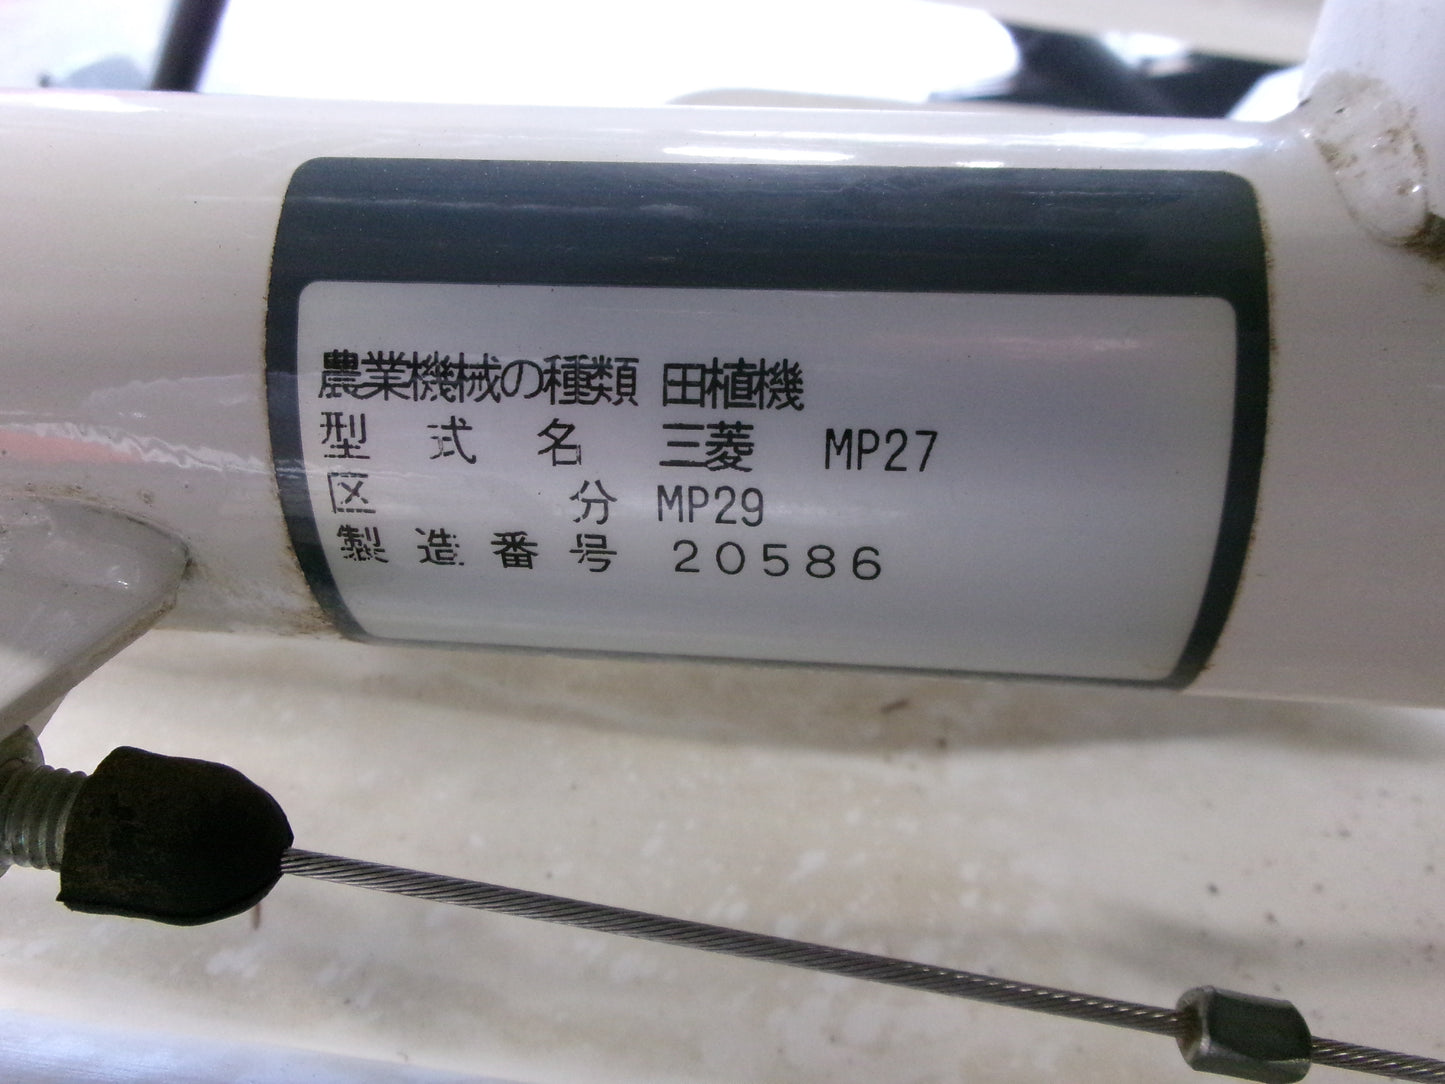 農業機械の種類 田植機
型式名 三菱 MP27
区分 MP29
製造番号 20586